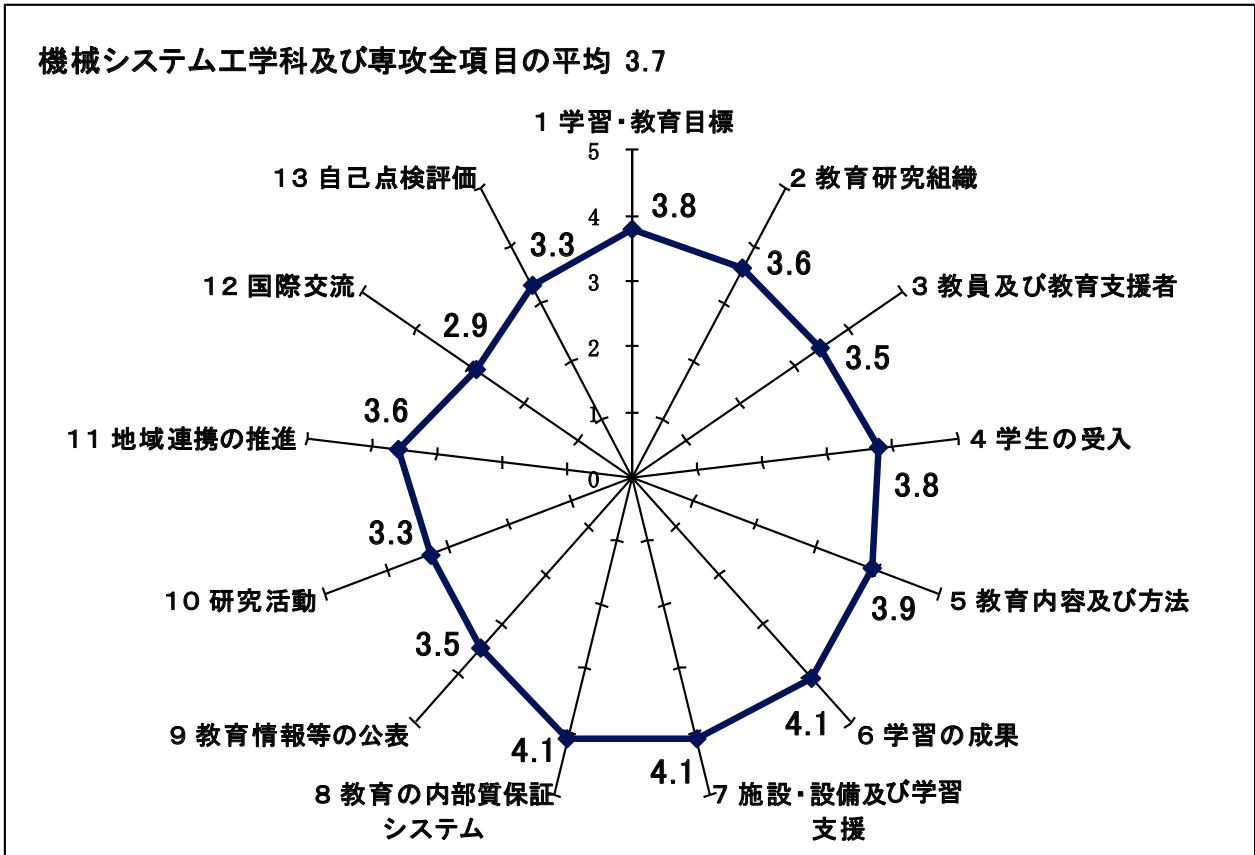 機械システム工学科及び専攻全項目の平均 3.7
1 学習・教育目標
5
13 自己点検評価
2 教育研究組織
4
3.8
3.3
3.6
12 国際交流
3
3 教員及び教育支援者
2.9
2
3.5
3.6
1
11 地域連携の推進
4 学生の受入
0
3.8
3.3
10 研究活動
5 教育内容及び方法
3.9
3.5
9 教育情報等の公表
4.1
6 学習の成果
4.1
4.1
8 教育の内部質保証
システム
7 施設・設備及び学習
支援